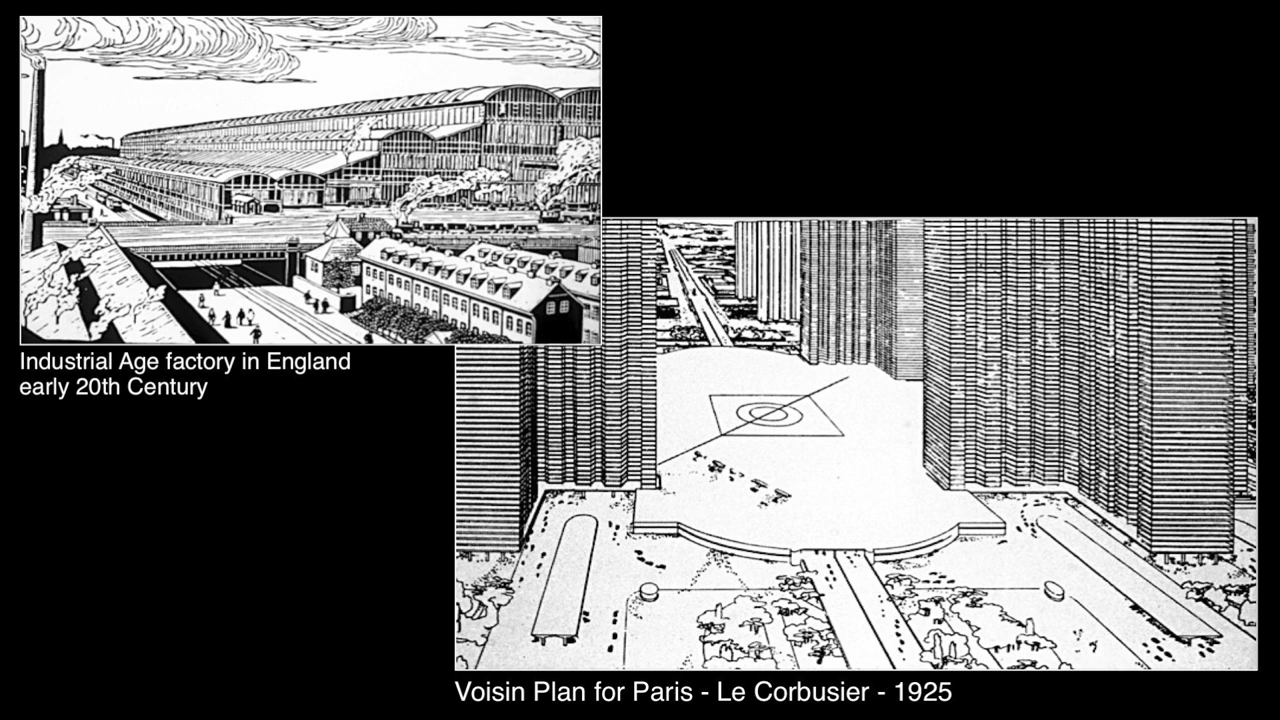 Industrial Age factory in England
early 20th Century
Voisin Plan for Paris - Le Corbusier - 1925